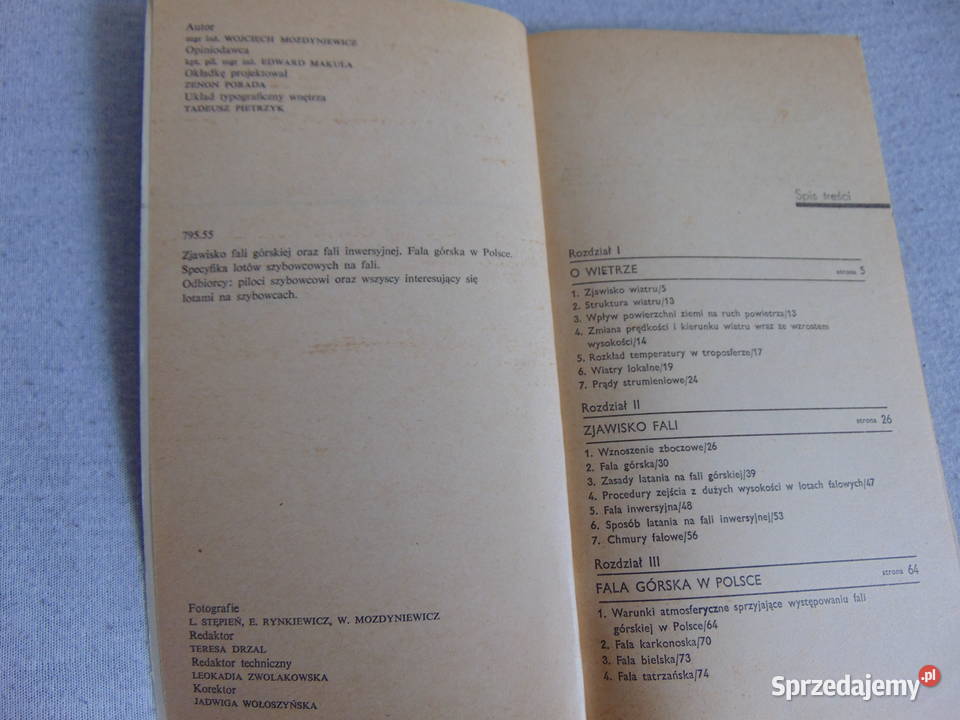 Autor
mgr inż. WOJCIECH MOZDYNIEWICZ
Opiniodawca
kpt. pil. mgr inż. EDWARD MAKULA
Okładkę projektował
ZENON PORADA
Układ typograficzny wnętrza
TADEUSZ PIETRZYK
795.55
Zjawisko fali górskiej oraz fali inwersyjnej. Fala górska w Polsce.
Specyfika lotów szybowcowych na fali.
Odbiorcy: piloci szybowcowi oraz wszyscy interesujący się
lotami na szybowcach.
Fotografie
L. STĘPIEŃ, E. RYNKIEWICZ, W. MOZDYNIEWICZ
Redaktor
TERESA DRZAL
Redaktor techniczny
LEOKADIA ZWOLAKOWSKA
Korektor
JADWIGA WOŁOSZYŃSKA
Spis treści
Rozdział I
O WIETRZE strona 5
1. Zjawisko wiatru/5
2. Struktura wiatru/13
3. Wpływ powierzchni ziemi na ruch powietrza/13
4. Zmiana prędkości i kierunku wiatru wraz ze wzrostem
wysokości/14
5. Rozkład temperatury w troposferze/17
6. Wiatry lokalne/19
7. Prądy strumieniowe/24
Rozdział II
ZJAWISKO FALI strona 26
1. Wznoszenie zboczowe/26
2. Fala górska/30
3. Zasady latania na fali górskiej/39
4. Procedury zejścia z dużych wysokości w lotach falowych/47
5. Fala inwersyjna/48
6. Sposób latania na fali inwersyjnej/53
7. Chmury falowe/56
Rozdział III
FALA GÓRSKA W POLSCE strona 64
1. Warunki atmosferyczne sprzyjające występowaniu fali
górskiej w Polsce/64
2. Fala karkonoska/70
3. Fala bielska/73
4. Fala tatrzańska/74
Sprzedajemy.pl